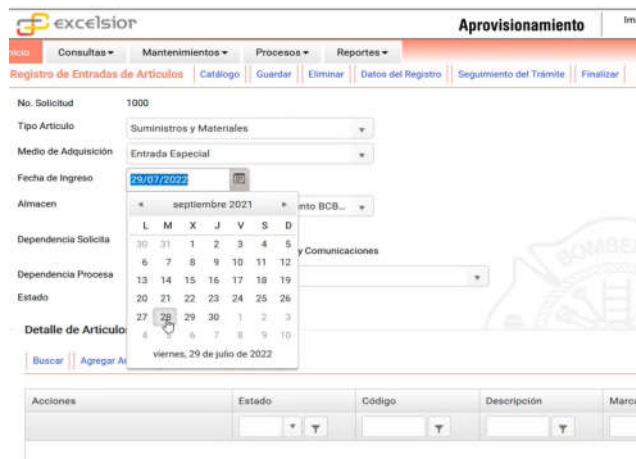 excelsior
Aprovisionamiento
Inicio Consultas Mantenimientos Procesos Reportes
Registro de Entradas de Artículos Catálogo Guardar Eliminar Datos del Registro Seguimiento del Trámite Finalizar
No. Solicitud 1000
Tipo Artículo Suministros y Materiales
Medio de Adquisición Entrada Especial
Fecha de Ingreso 29/07/2022
septiembre 2021
Almacen BCB...
L M X J V S D
30 31 1 2 3 4 5
Dependencia Solicita y Comunicaciones
6 7 8 9 10 11 12
Dependencia Procesa
13 14 15 16 17 18 19
Estado
20 21 22 23 24 25 26
27 28 29 30 1 2 3
4 5 6 7 8 9 10
viernes, 29 de julio de 2022
Detalle de Artículo
Buscar Agregar
Acciones Estado Código Descripción Marca
BOMBE